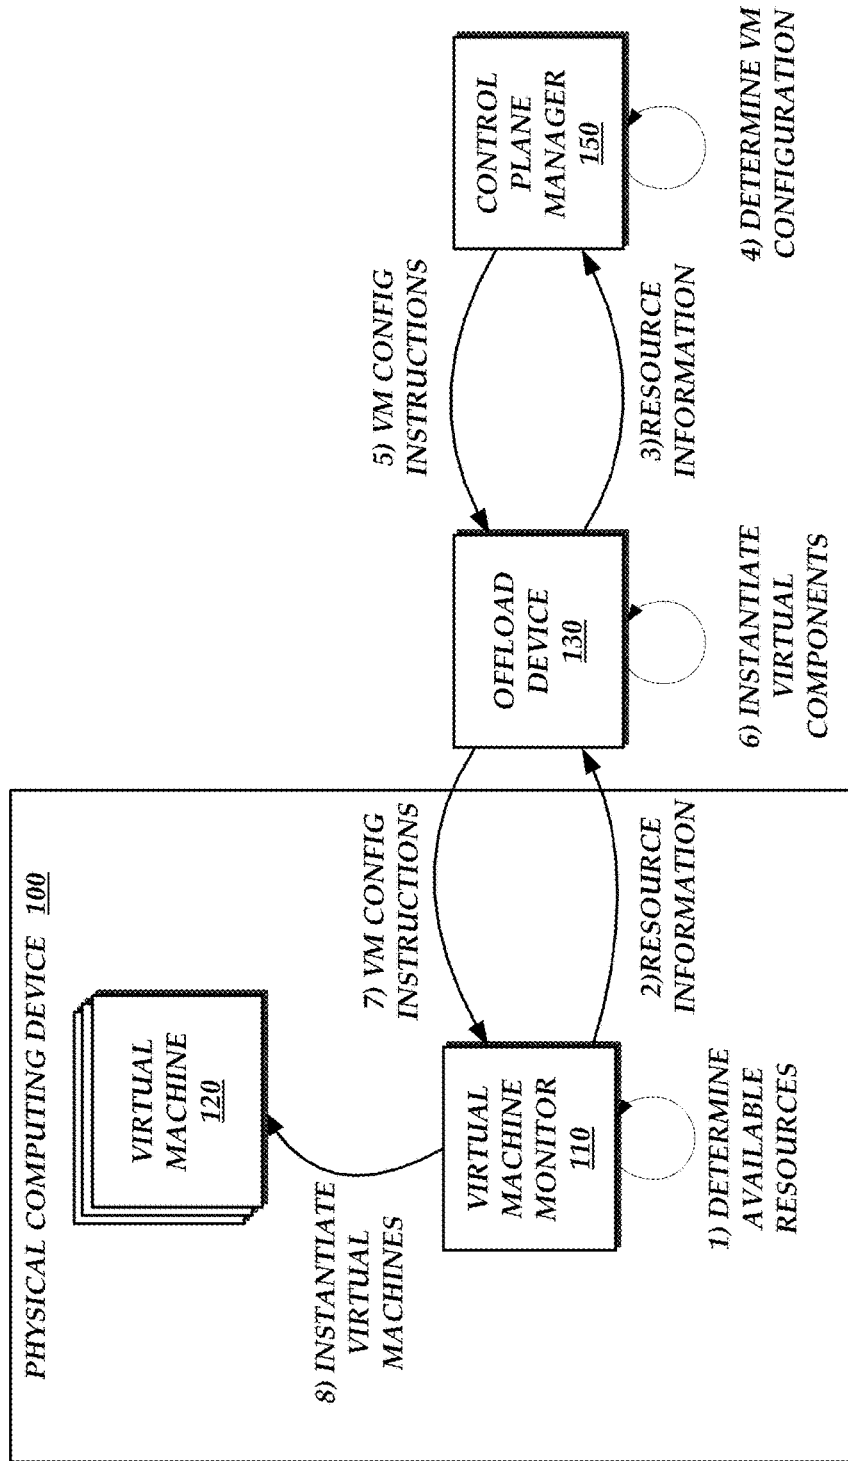 PHYSICAL COMPUTING DEVICE 100
VIRTUAL
MACHINE
120
8) INSTANTIATE
VIRTUAL
MACHINES
7) VM CONFIG
INSTRUCTIONS
5) VM CONFIG
INSTRUCTIONS
VIRTUAL
MACHINE
MONITOR
110
OFFLOAD
DEVICE
130
CONTROL
PLANE
MANAGER
150
2)RESOURCE
INFORMATION
3)RESOURCE
INFORMATION
1) DETERMINE
AVAILABLE
RESOURCES
6) INSTANTIATE
VIRTUAL
COMPONENTS
4) DETERMINE VM
CONFIGURATION